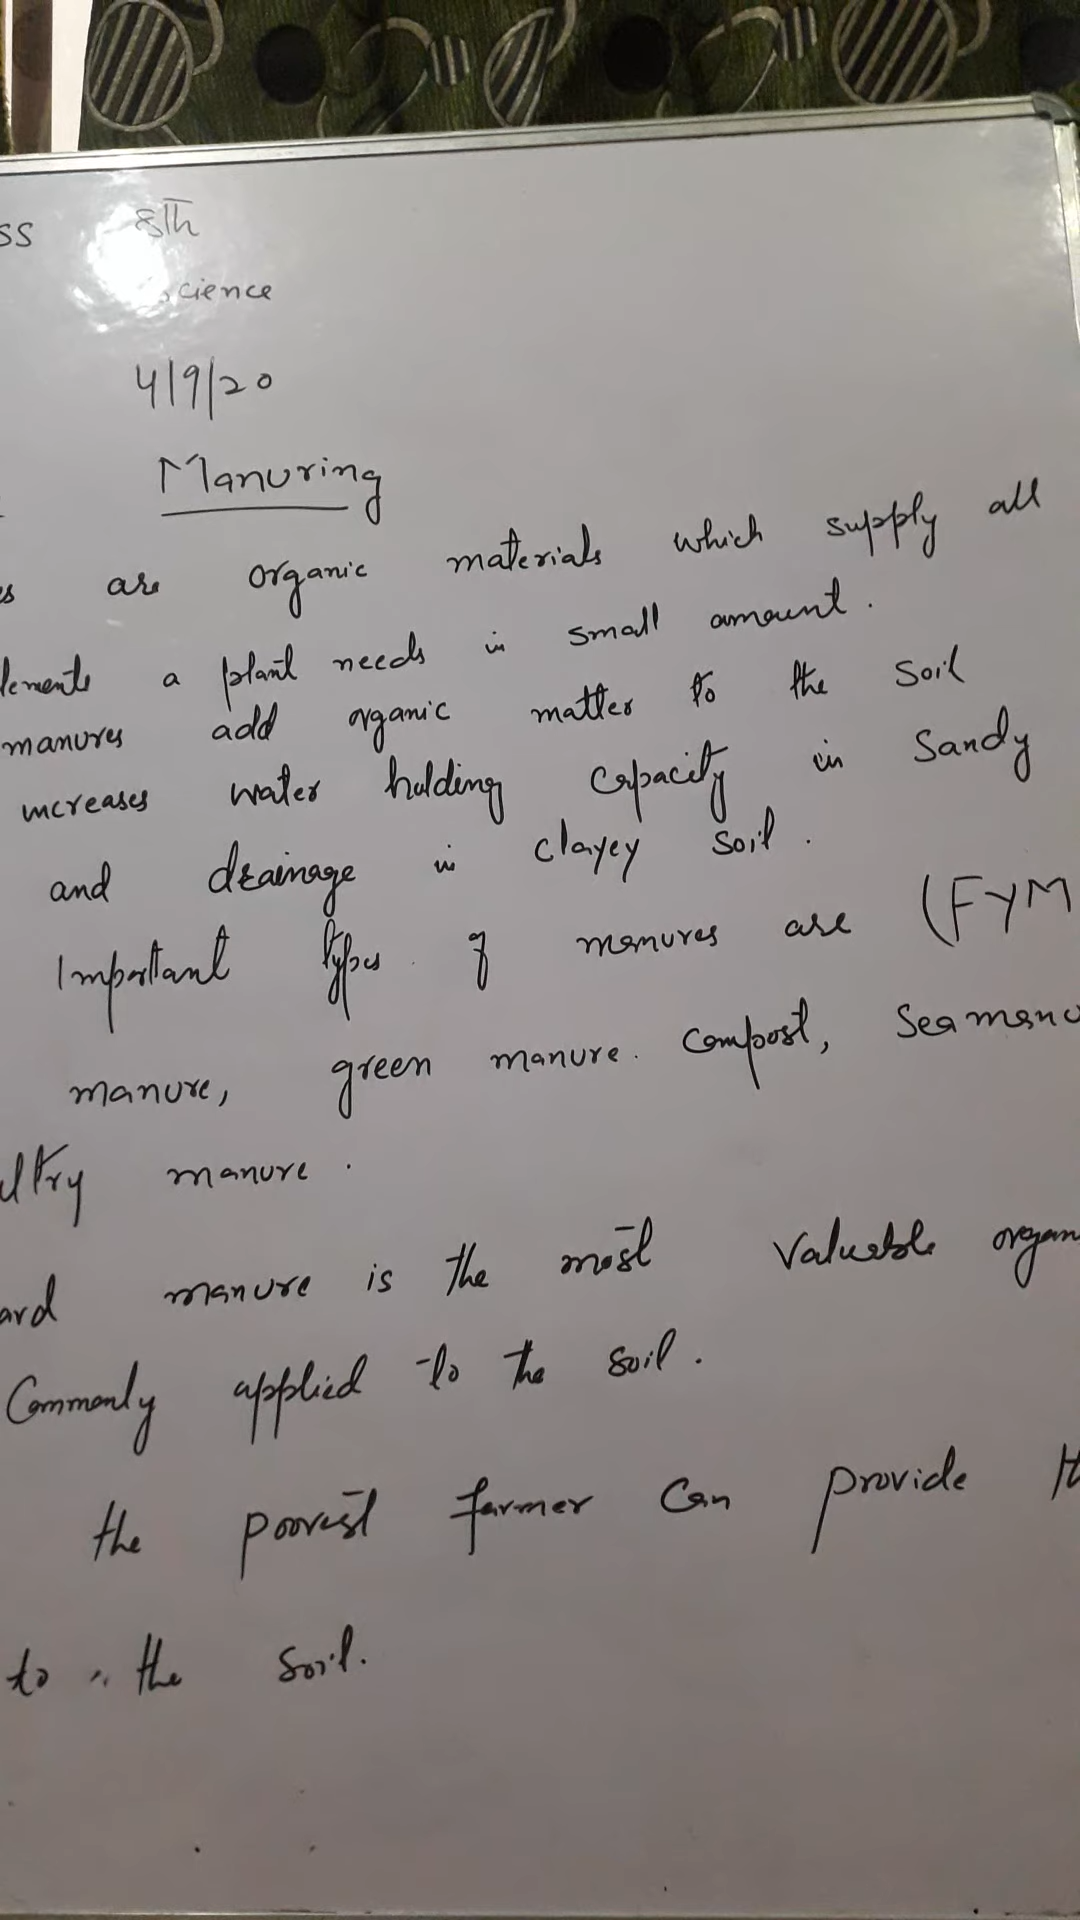 ss 8Th
cience
4/9/20
Manuring
es are organic materials which supply all
lements a plant needs in small amount.
manures add organic matter to the soil
increases water holding capacity in Sandy
and drainage in clayey soil.
Important types of manures are (FYM
manure, green manure. Compost, Sea manu
ultry manure.
ard manure is the most Valuable organ
Commonly applied to the soil.
the poorest farmer Can provide th
to the soil.